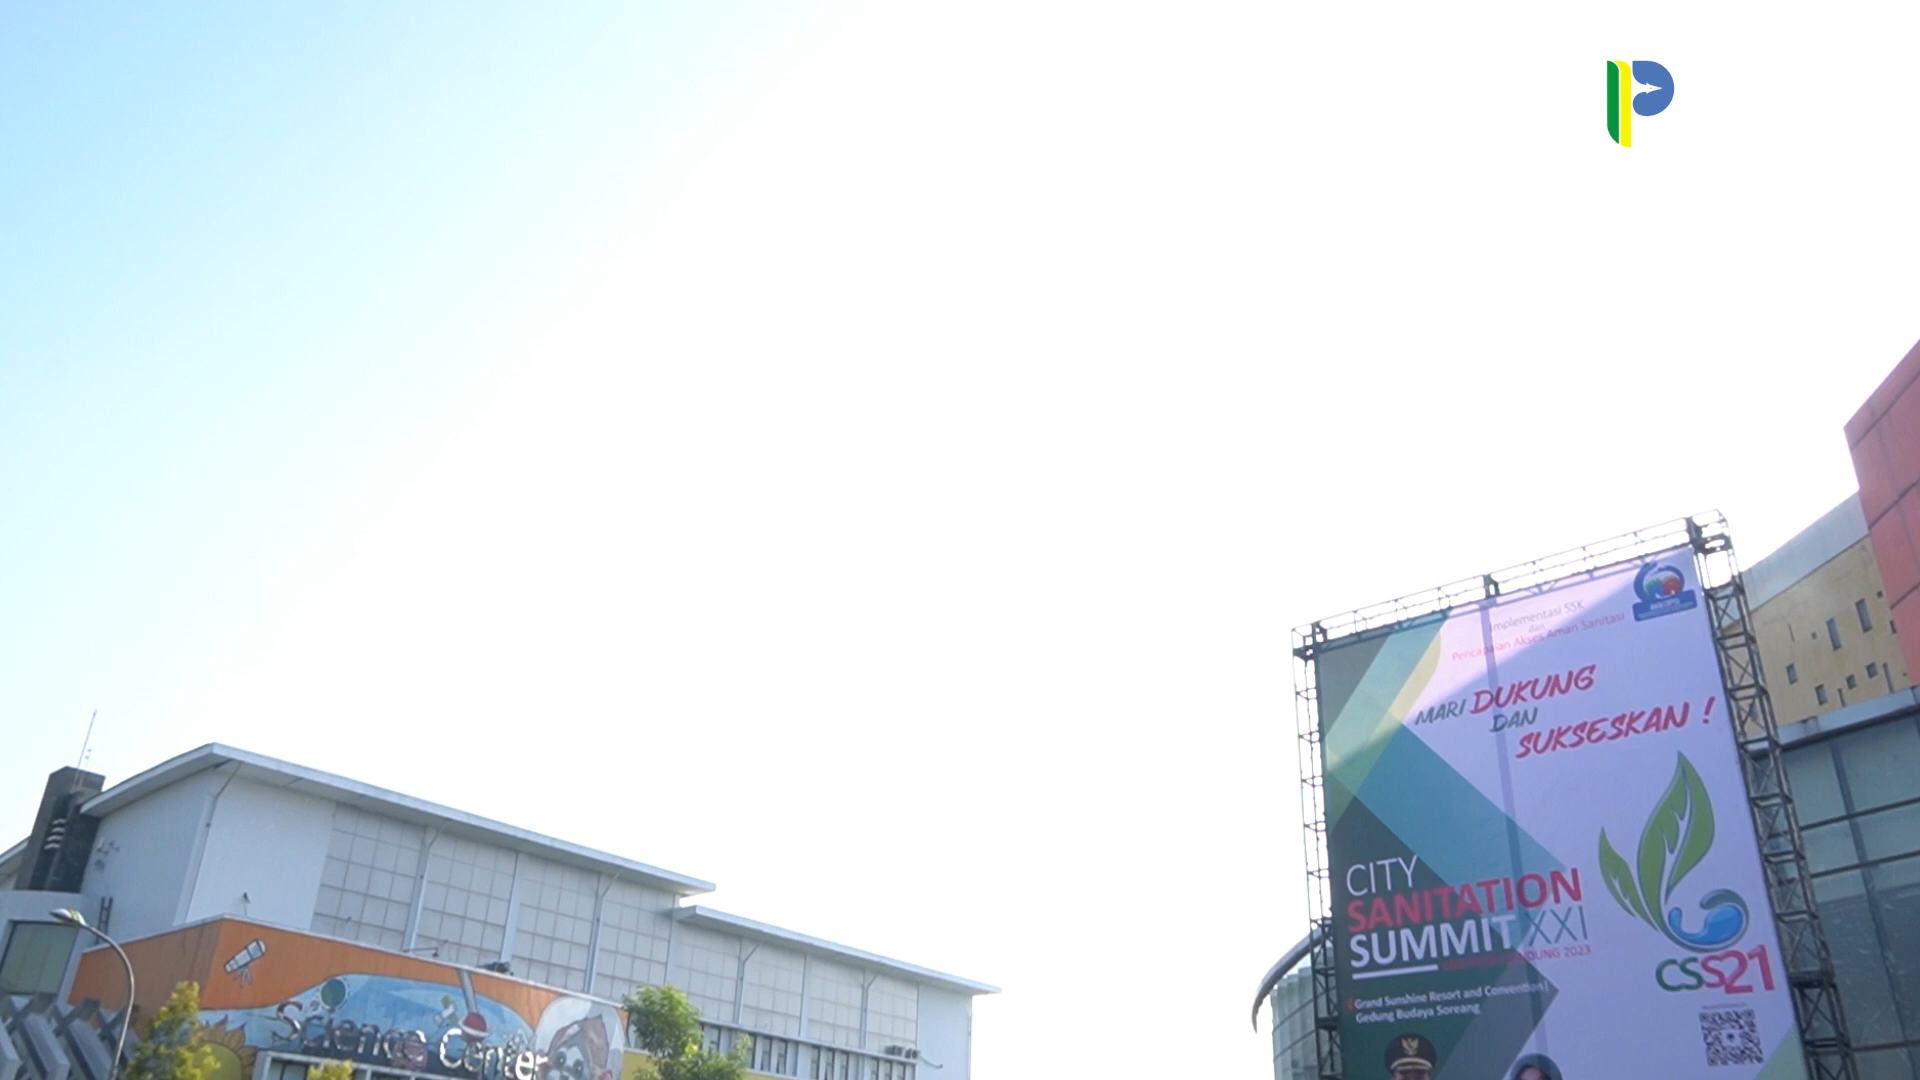 Implementasi SSK
dan
Pencapaian Akses Aman Sanitasi
MARI DUKUNG
DAN
SUKSESKAN !
CITY
SANITATION
SUMMIT XXI
BANDUNG 2023
CSS21
Grand Sunshine Resort and Convention
Gedung Budaya Soreang
Science Center